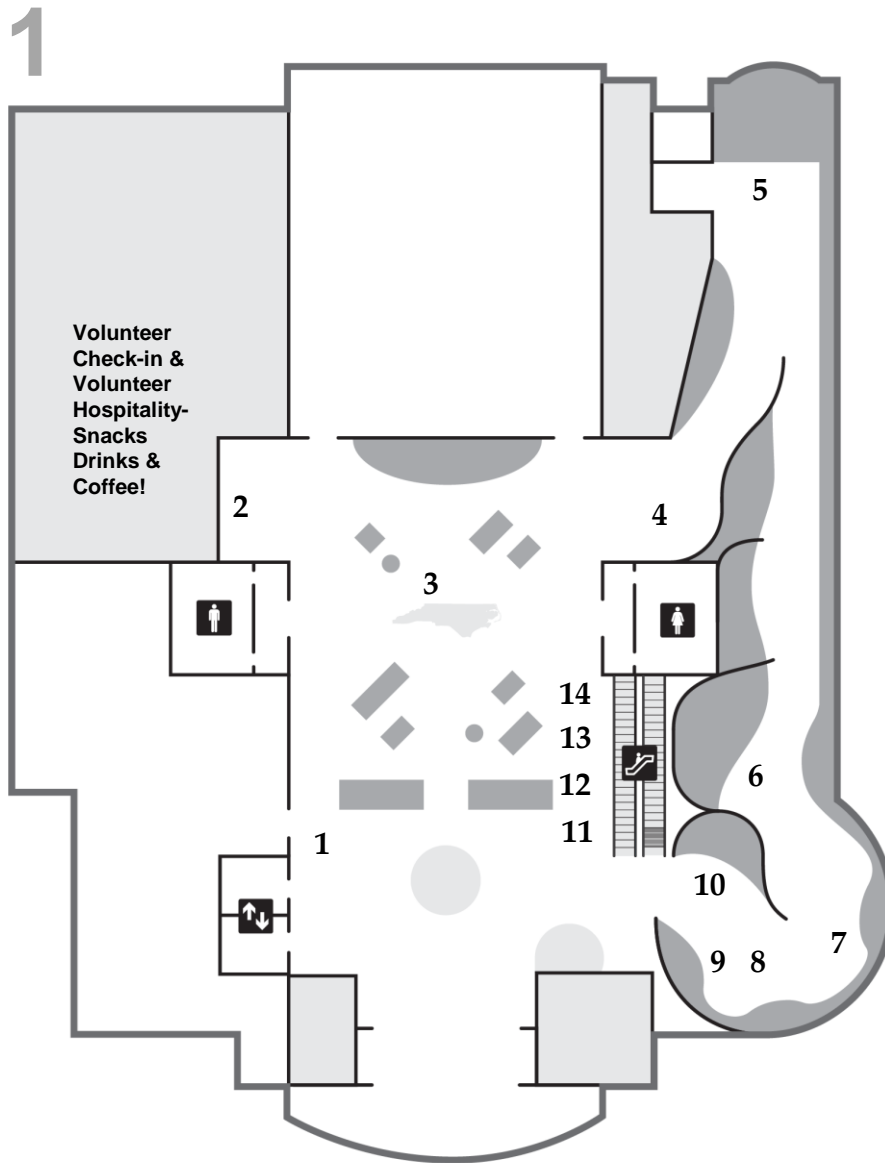 1
5
Volunteer
Check-in &
Volunteer
Hospitality-
Snacks
Drinks &
Coffee!
2
4
3
14
13
6
12
11
1
10
7
9 8